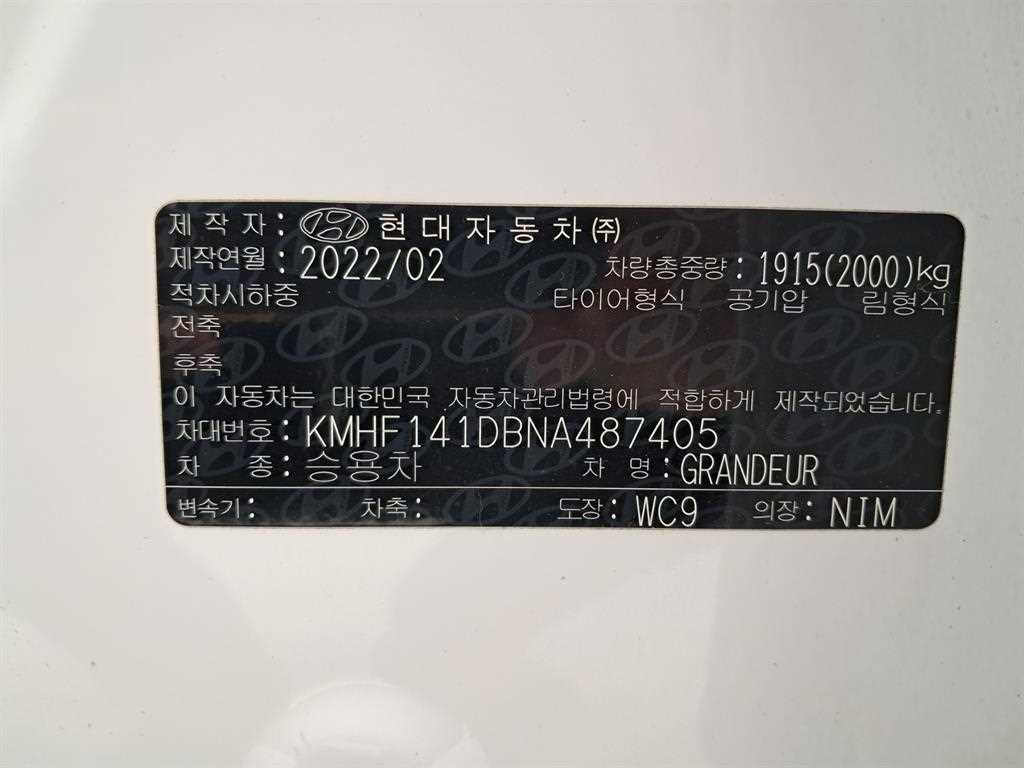 제 작 자 : 현 대 자 동 차 ㈜
제작연월 : 2022/02 차량총중량 : 1915(2000)kg
적차시하중 타이어형식 공기압 림형식
전축
후축
이 자동차는 대한민국 자동차관리법령에 적합하게 제작되었습니다.
차대번호 : KMHF141DBNA487405
차 종 : 승용차 차 명 : GRANDEUR
변속기 : 차축 : 도장 : WC9 의장 : NIM